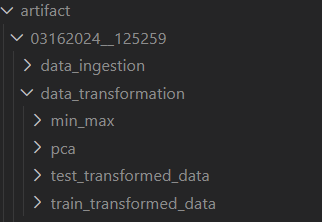 artifact
03162024__125259
data_ingestion
data_transformation
min_max
pca
test_transformed_data
train_transformed_data